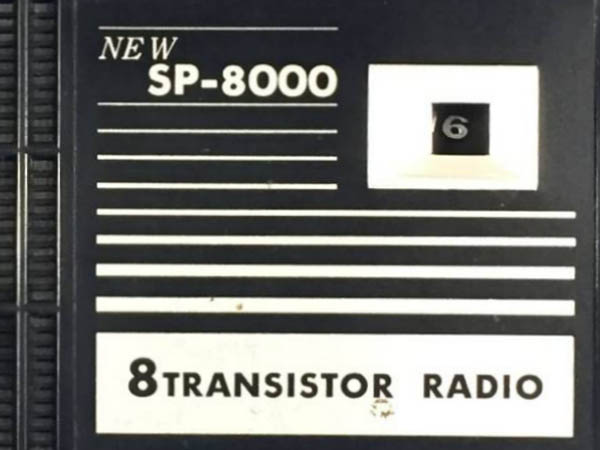 NEW
SP-8000
6
8 TRANSISTOR RADIO